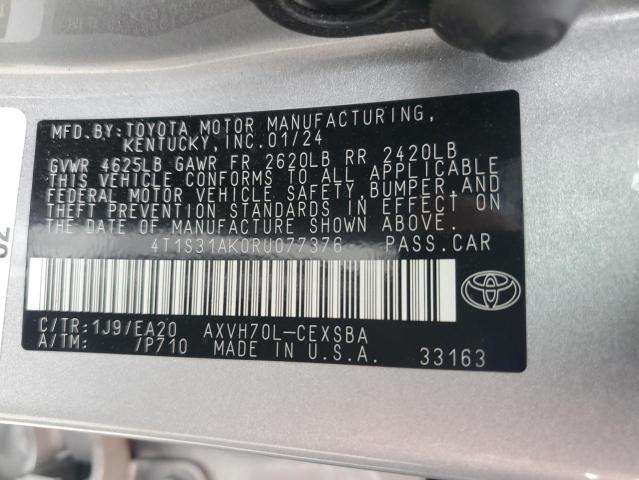 MFD.BY:TOYOTA MOTOR MANUFACTURING,
KENTUCKY, INC.01/24
GVWR 4625LB GAWR FR 2620LB RR 2420LB
THIS VEHICLE CONFORMS TO ALL APPLICABLE
FEDERAL MOTOR VEHICLE SAFETY,BUMPER,AND
THEFT PREVENTION STANDARDS IN EFFECT ON
THE DATE OF MANUFACTURE SHOWN ABOVE.
4T1S31AK0RU077376 PASS.CAR
C/TR:1J9/EA20 AXVH70L-CEXSBA
A/TM: /P710 MADE IN U.S.A. 33163